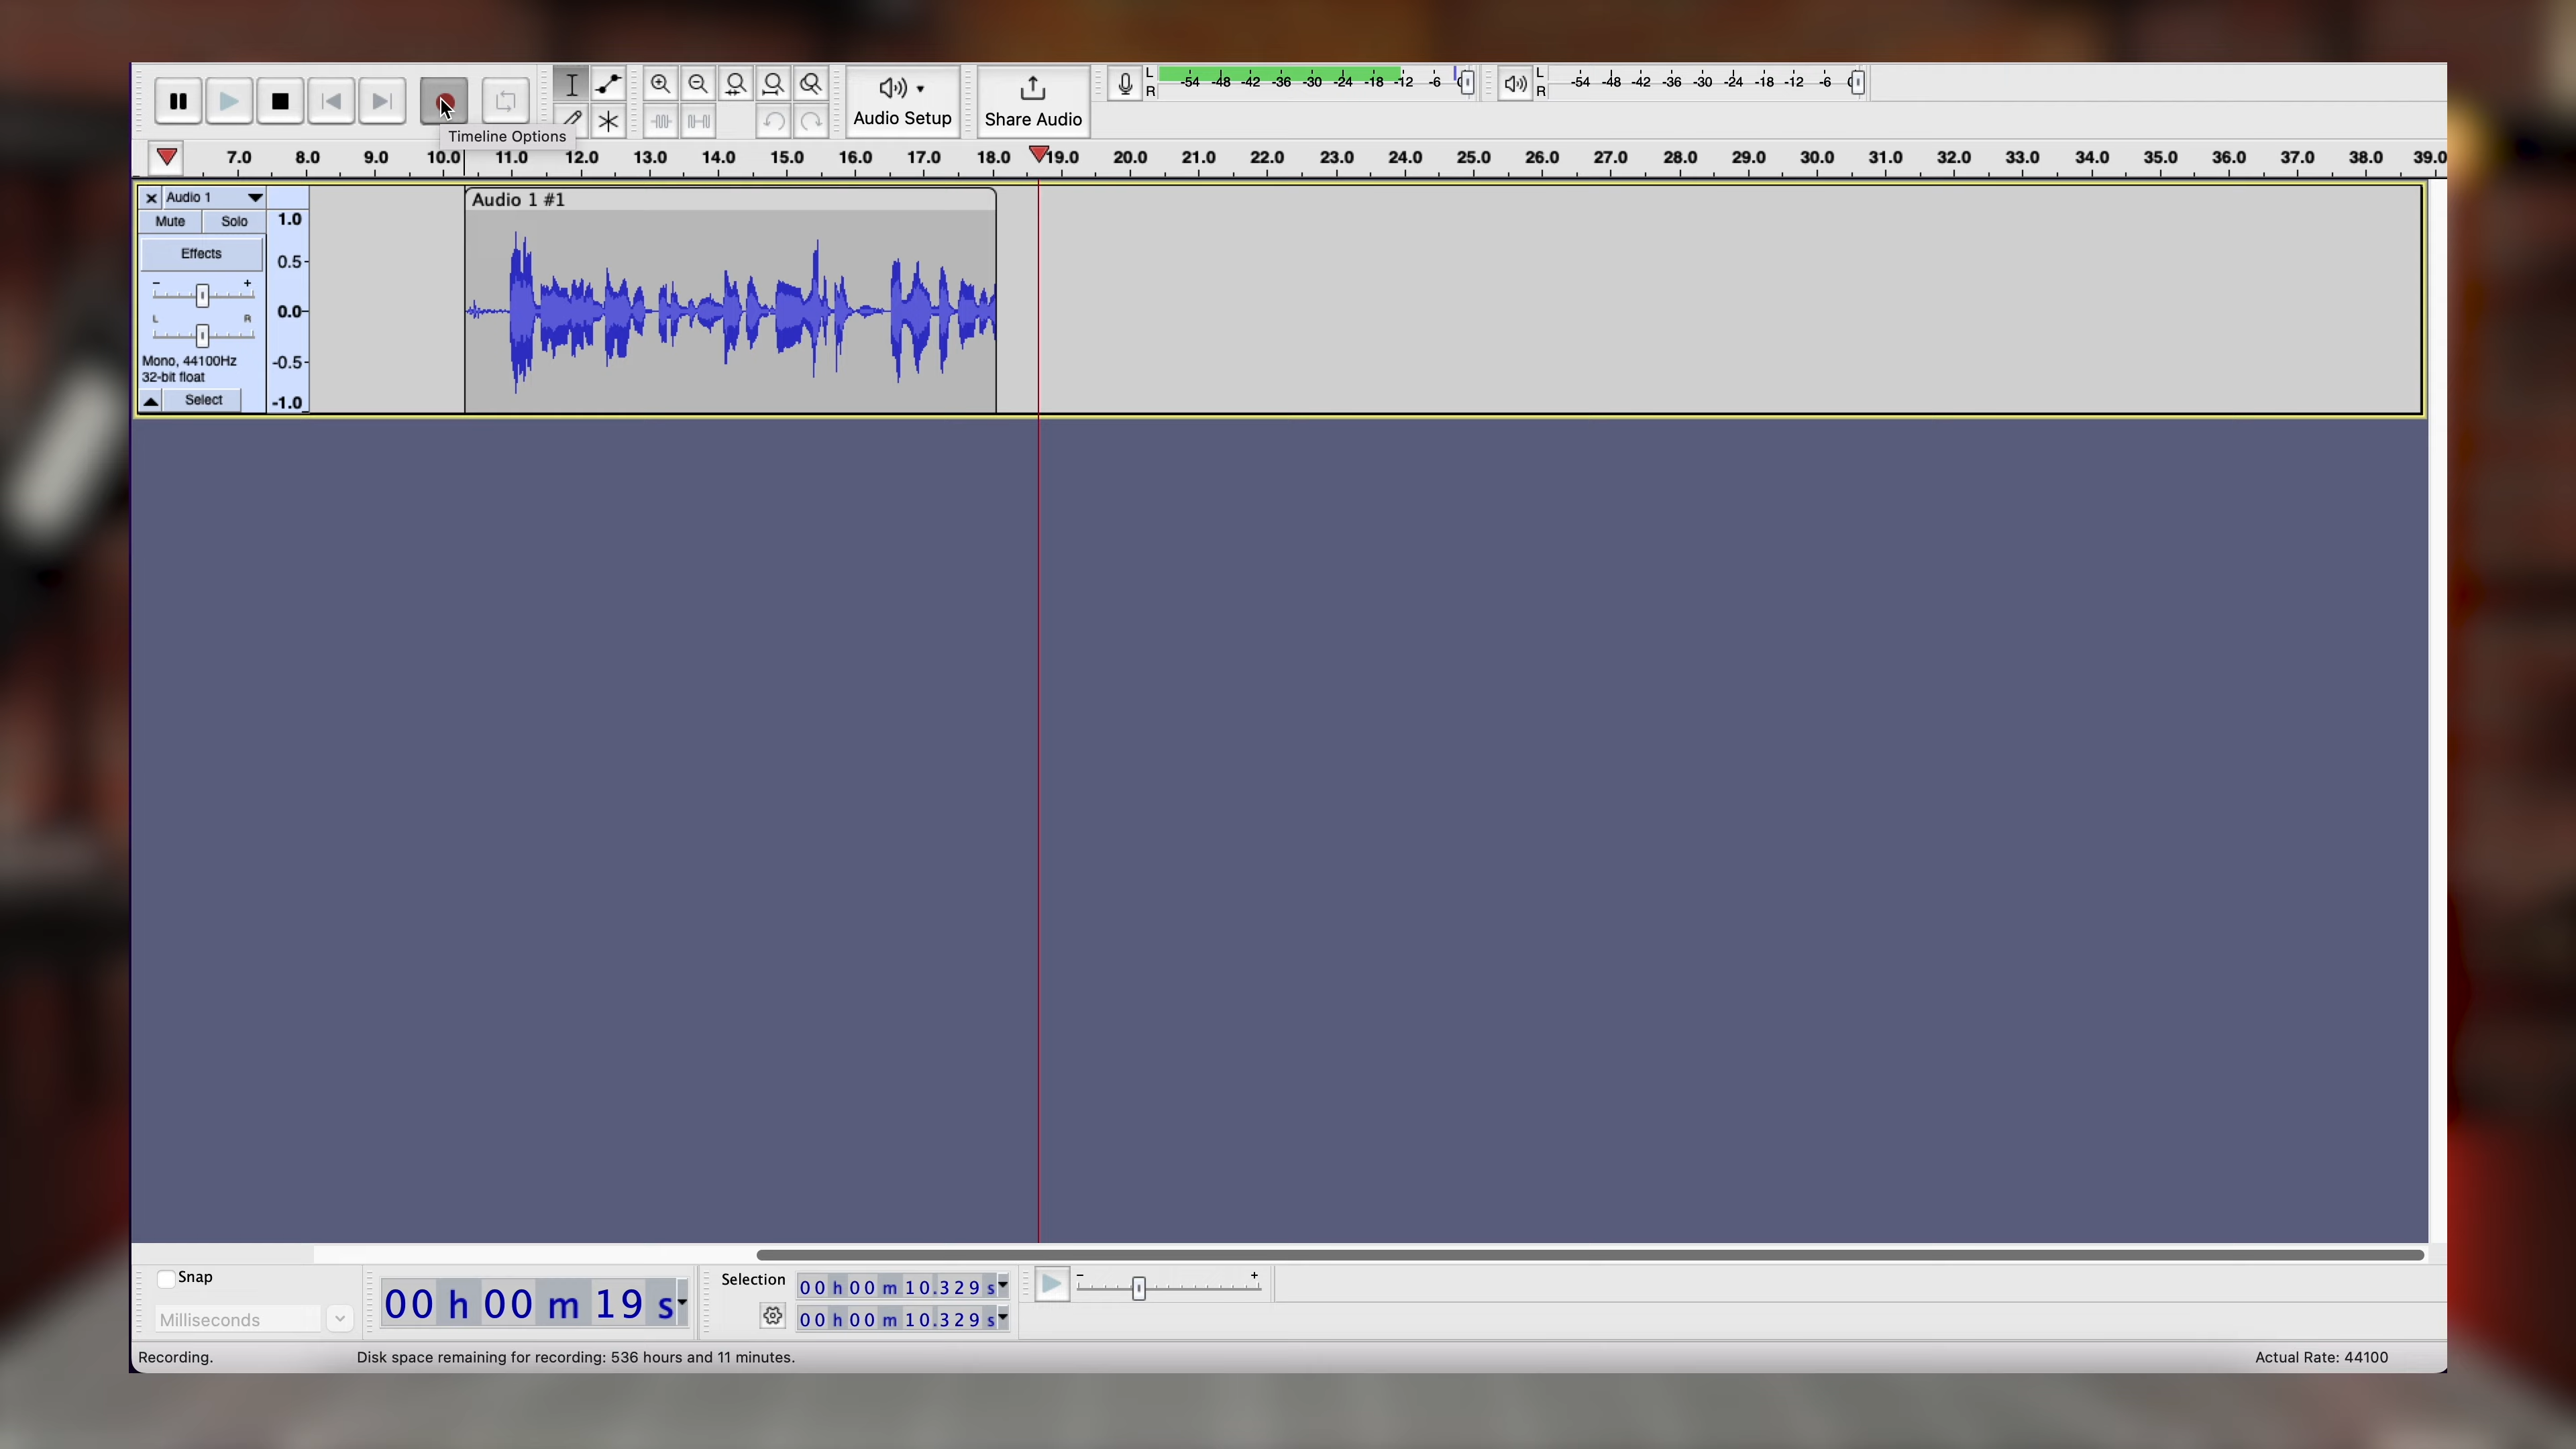 L
R
-54 -48 -42 -36 -30 -24 -18 -12 -6 0
L
R
-54 -48 -42 -36 -30 -24 -18 -12 -6 0
Audio Setup
Share Audio
Timeline Options
7.0 8.0 9.0 10.0 11.0 12.0 13.0 14.0 15.0 16.0 17.0 18.0 19.0 20.0 21.0 22.0 23.0 24.0 25.0 26.0 27.0 28.0 29.0 30.0 31.0 32.0 33.0 34.0 35.0 36.0 37.0 38.0 39.0
Audio 1
Mute Solo
Effects
- +
L R
Mono, 44100Hz
32-bit float
Select
1.0
0.5
0.0
-0.5
-1.0
Audio 1 #1
Snap
Milliseconds
00 h 00 m 19 s
Selection
00 h 00 m 10.329 s
00 h 00 m 10.329 s
- +
Recording.
Disk space remaining for recording: 536 hours and 11 minutes.
Actual Rate: 44100